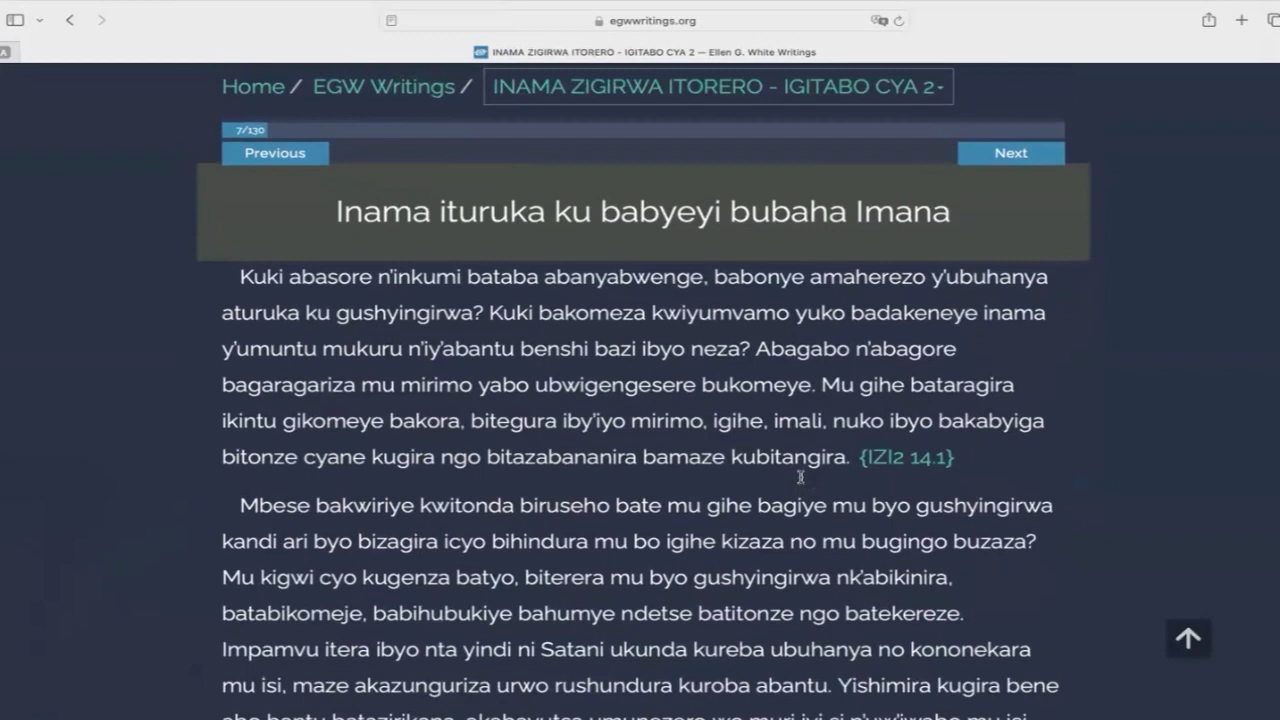 egwwritings.org
A
INAMA ZIGIRWA ITORERO - IGITABO CYA 2 — Ellen G. White Writings
Home / EGW Writings / INAMA ZIGIRWA ITORERO - IGITABO CYA 2
7/130
Previous Next
Inama ituruka ku babyeyi bubaha Imana
Kuki abasore n'inkumi bataba abanyabwenge, babonye amaherezo y'ubuhanya
aturuka ku gushyingirwa? Kuki bakomeza kwiyumvamo yuko badakeneye inama
y'umuntu mukuru n'iy'abantu benshi bazi ibyo neza? Abagabo n'abagore
bagaragariza mu mirimo yabo ubwigengesere bukomeye. Mu gihe bataragira
ikintu gikomeye bakora, bitegura iby'iyo mirimo, igihe, imali, nuko ibyo bakabyiga
bitonze cyane kugira ngo bitazabananira bamaze kubitangira. {IZI2 14.1}
Mbese bakwiriye kwitonda biruseho bate mu gihe bagiye mu byo gushyingirwa
kandi ari byo bizagira icyo bihindura mu bo igihe kizaza no mu bugingo buzaza?
Mu kigwi cyo kugenza batyo, biterera mu byo gushyingirwa nk'abikinira,
batabikomeje, babihubukiye bahumye ndetse batitonze ngo batekereze.
Impamvu itera ibyo nta yindi ni Satani ukunda kureba ubuhanya no kononekara
mu isi, maze akazunguriza urwo rushundura kuroba abantu. Yishimira kugira bene